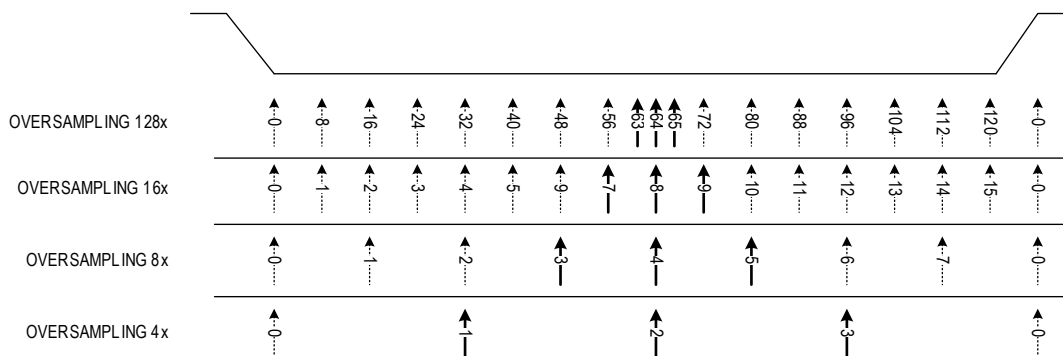 OVERSAMPLING 128x 0 8 16 24 32 40 48 56 63 64 65 72 80 88 96 104 112 120 0
OVERSAMPLING 16x 0 1 2 3 4 5 9 7 8 9 10 11 12 13 14 15 0
OVERSAMPLING 8x 0 1 2 3 4 5 6 7 0
OVERSAMPLING 4x 0 1 2 3 0